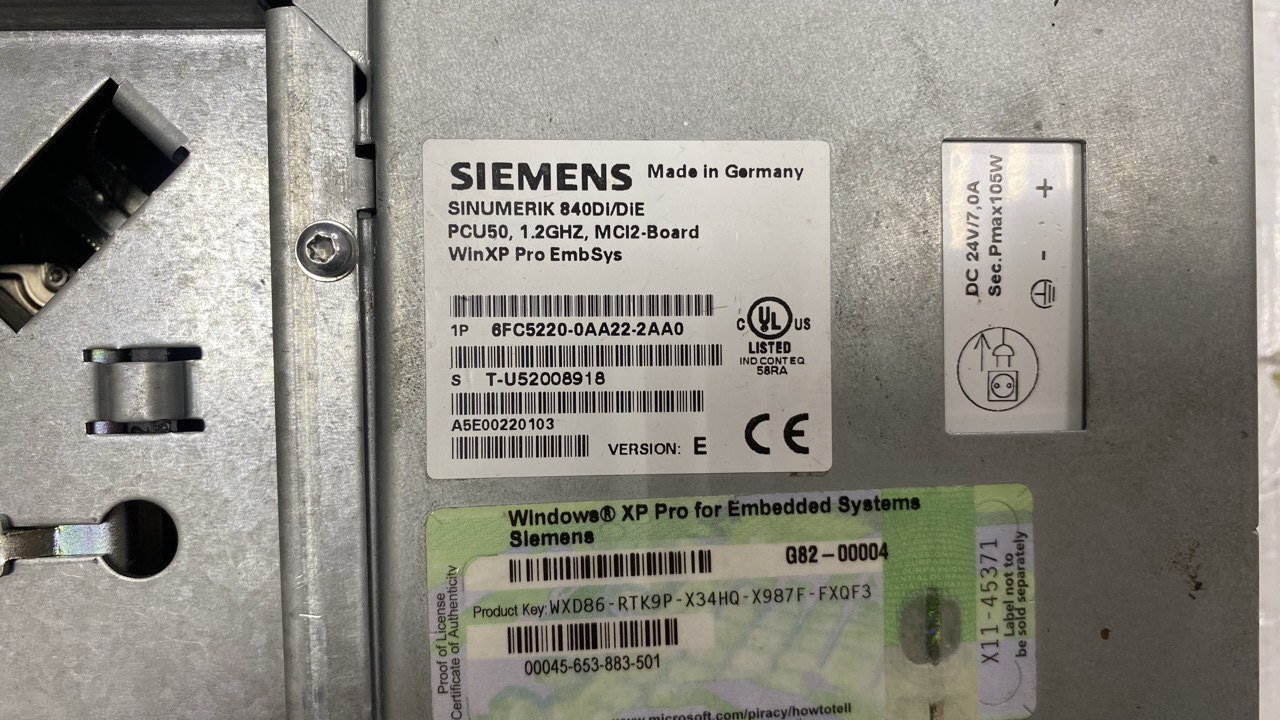 SIEMENS Made in Germany
SINUMERIK 840Di/DiE
PCU50, 1.2GHZ, MCI2-Board
WinXP Pro EmbSys
1P 6FC5220-0AA22-2AA0
S T-U52008918
A5E00220103
VERSION: E
C UL US
LISTED
IND CONT EQ
58RA
CE
DC 24V/7,0A
Sec.Pmax105W
+ -
Windows® XP Pro for Embedded Systems
Siemens
G82-00004
Product Key: WXD86-RTK9P-X34HQ-X987F-FXQF3
00045-653-883-501
Proof of License
Certificate of Authenticity
X11-45371
Label not to
be sold separately
www.microsoft.com/piracy/howtotell